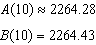 A(10) ≈ 2264.28
B(10) = 2264.43